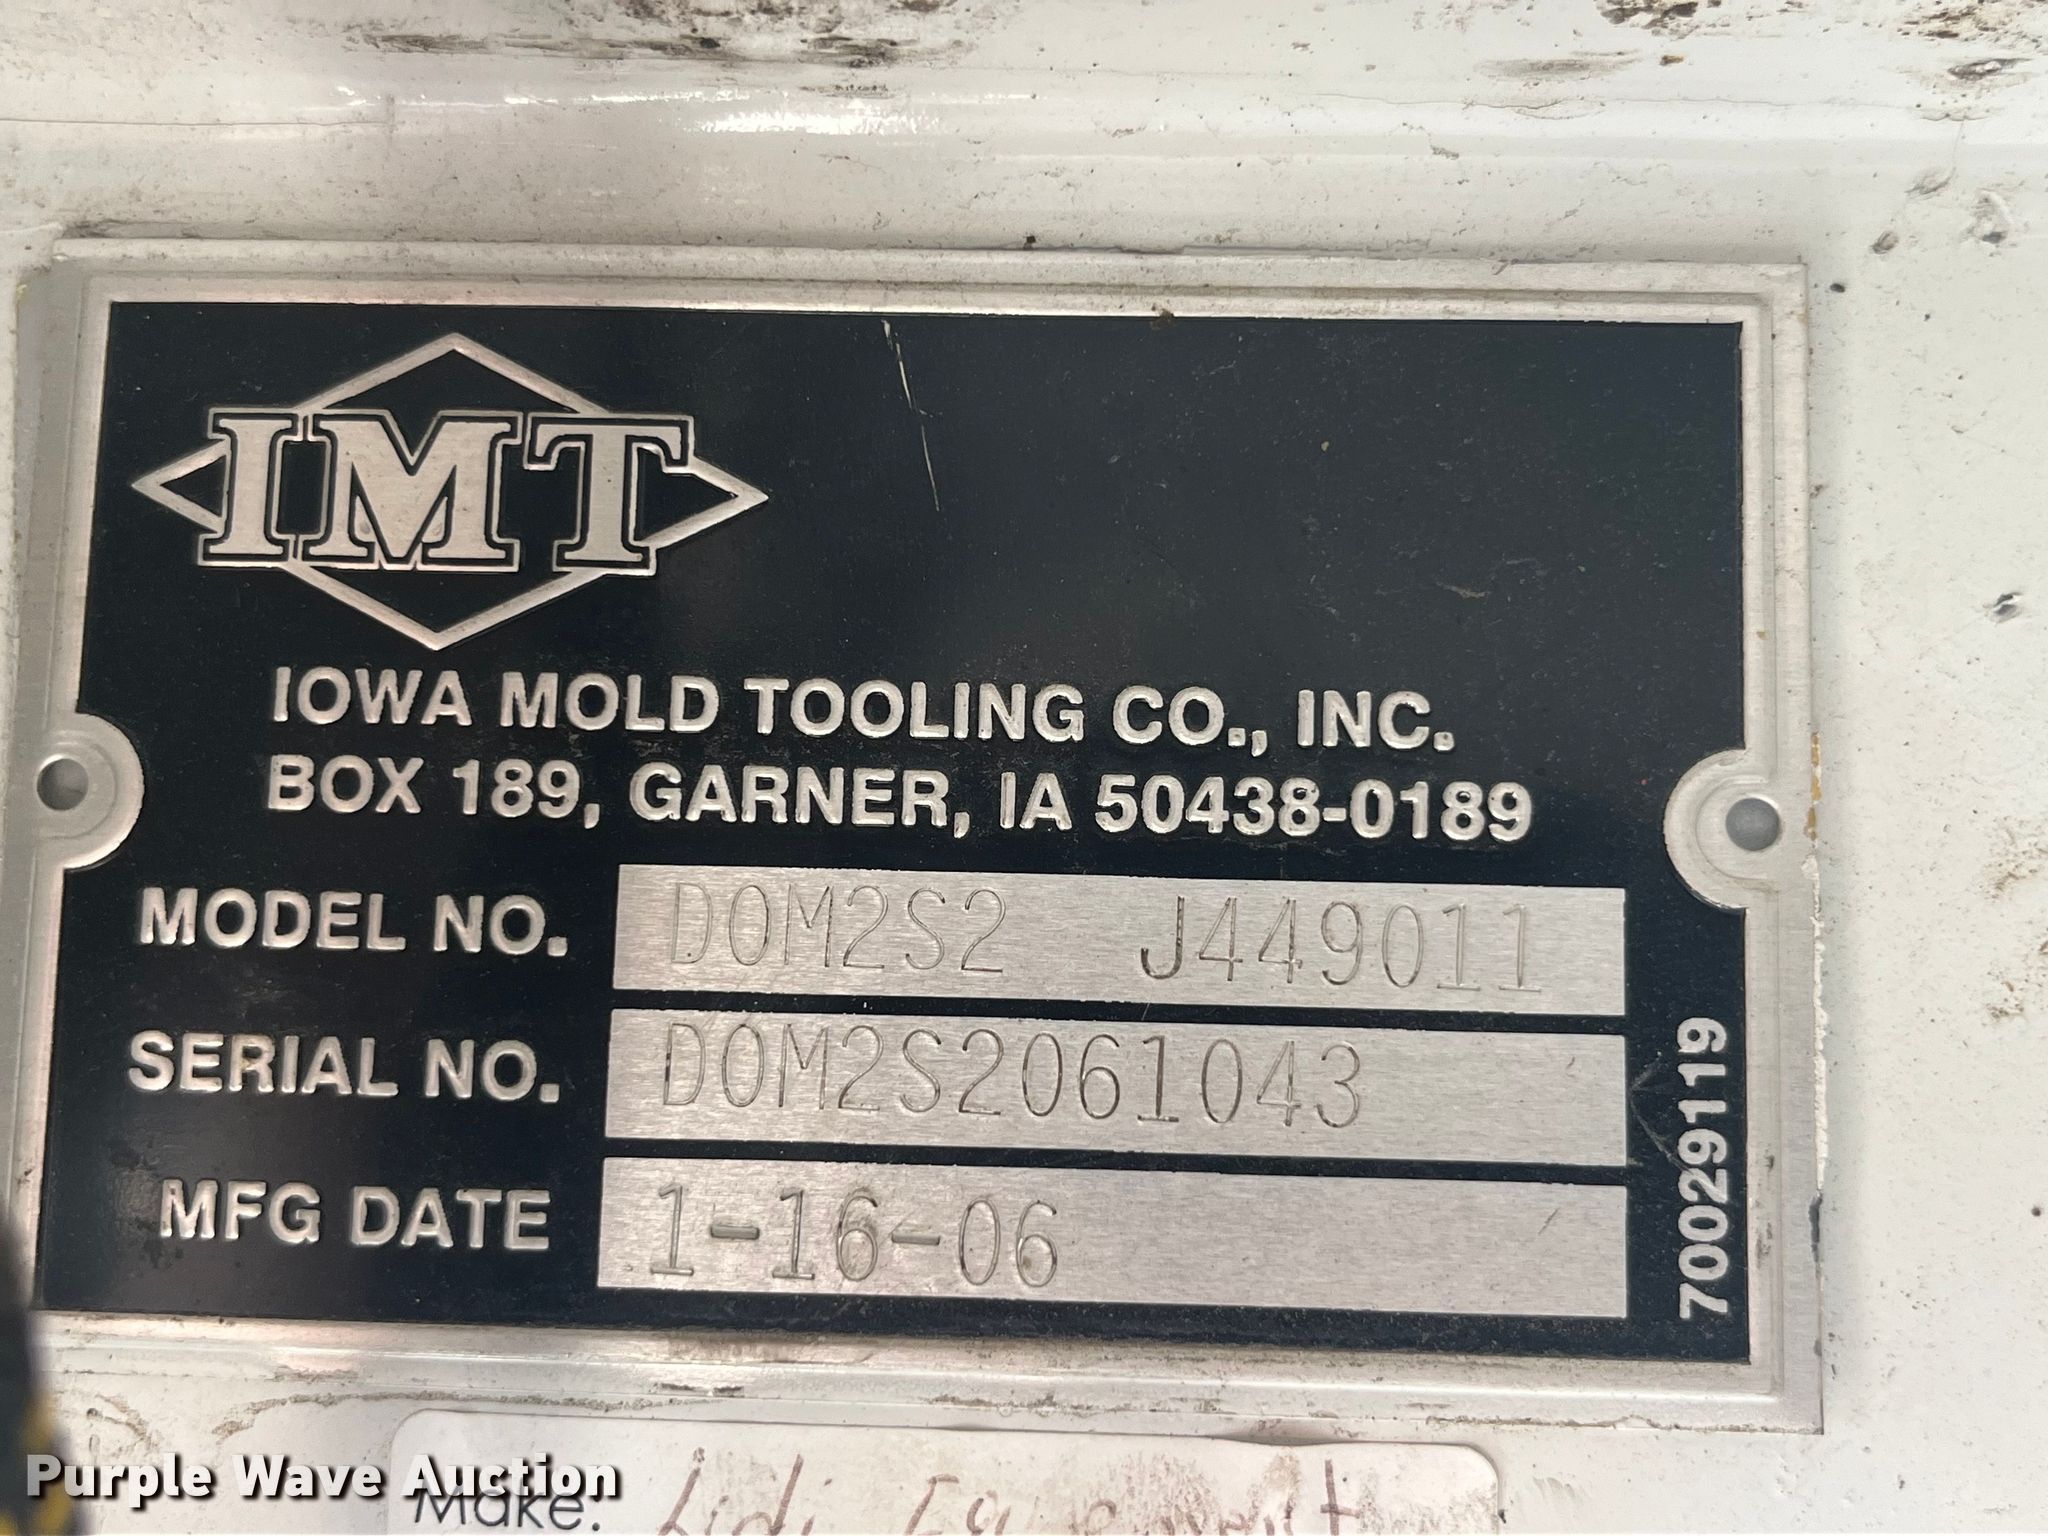 IMT
IOWA MOLD TOOLING CO., INC.
BOX 189, GARNER, IA 50438-0189
MODEL NO. DOM2S2 J449011
SERIAL NO. DOM2S2061043
MFG DATE 1-16-06
70029119
Purple Wave Auction
Make: